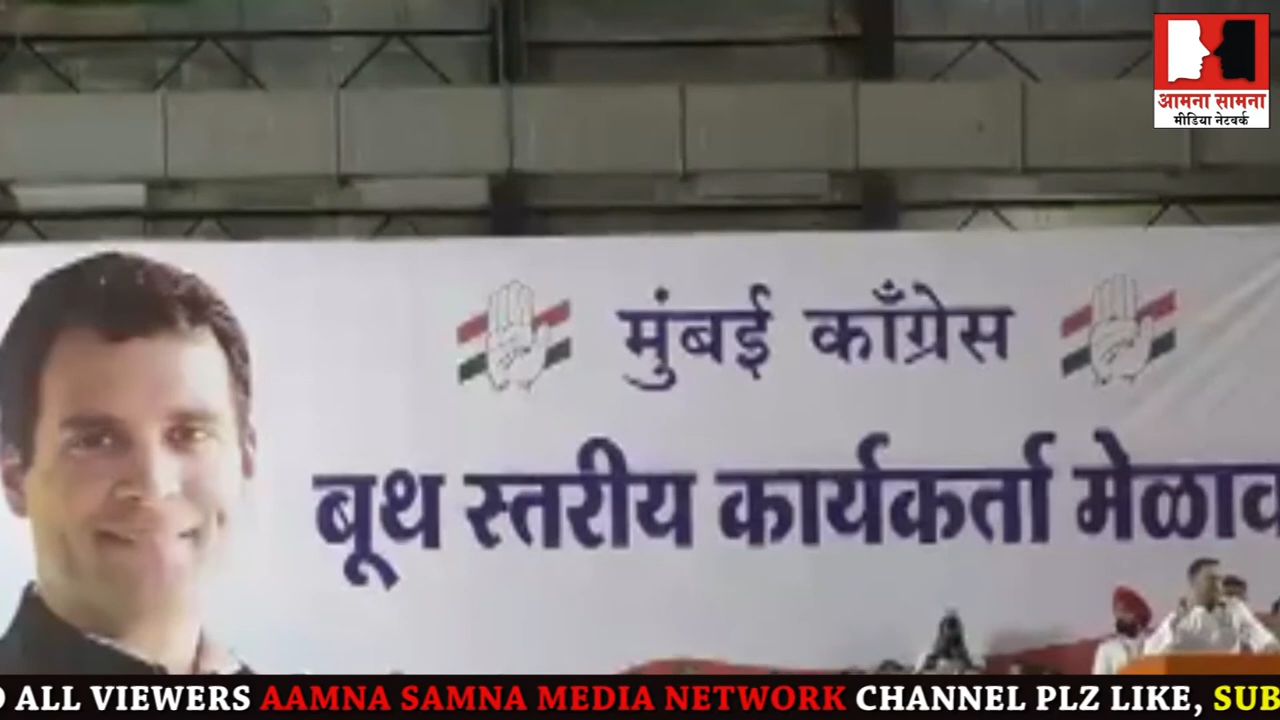 आमना सामना
मीडिया नेटवर्क
मुंबई काँग्रेस
बूथ स्तरीय कार्यकर्ता मेळाव
ALL VIEWERS AAMNA SAMNA MEDIA NETWORK CHANNEL PLZ LIKE, SUB